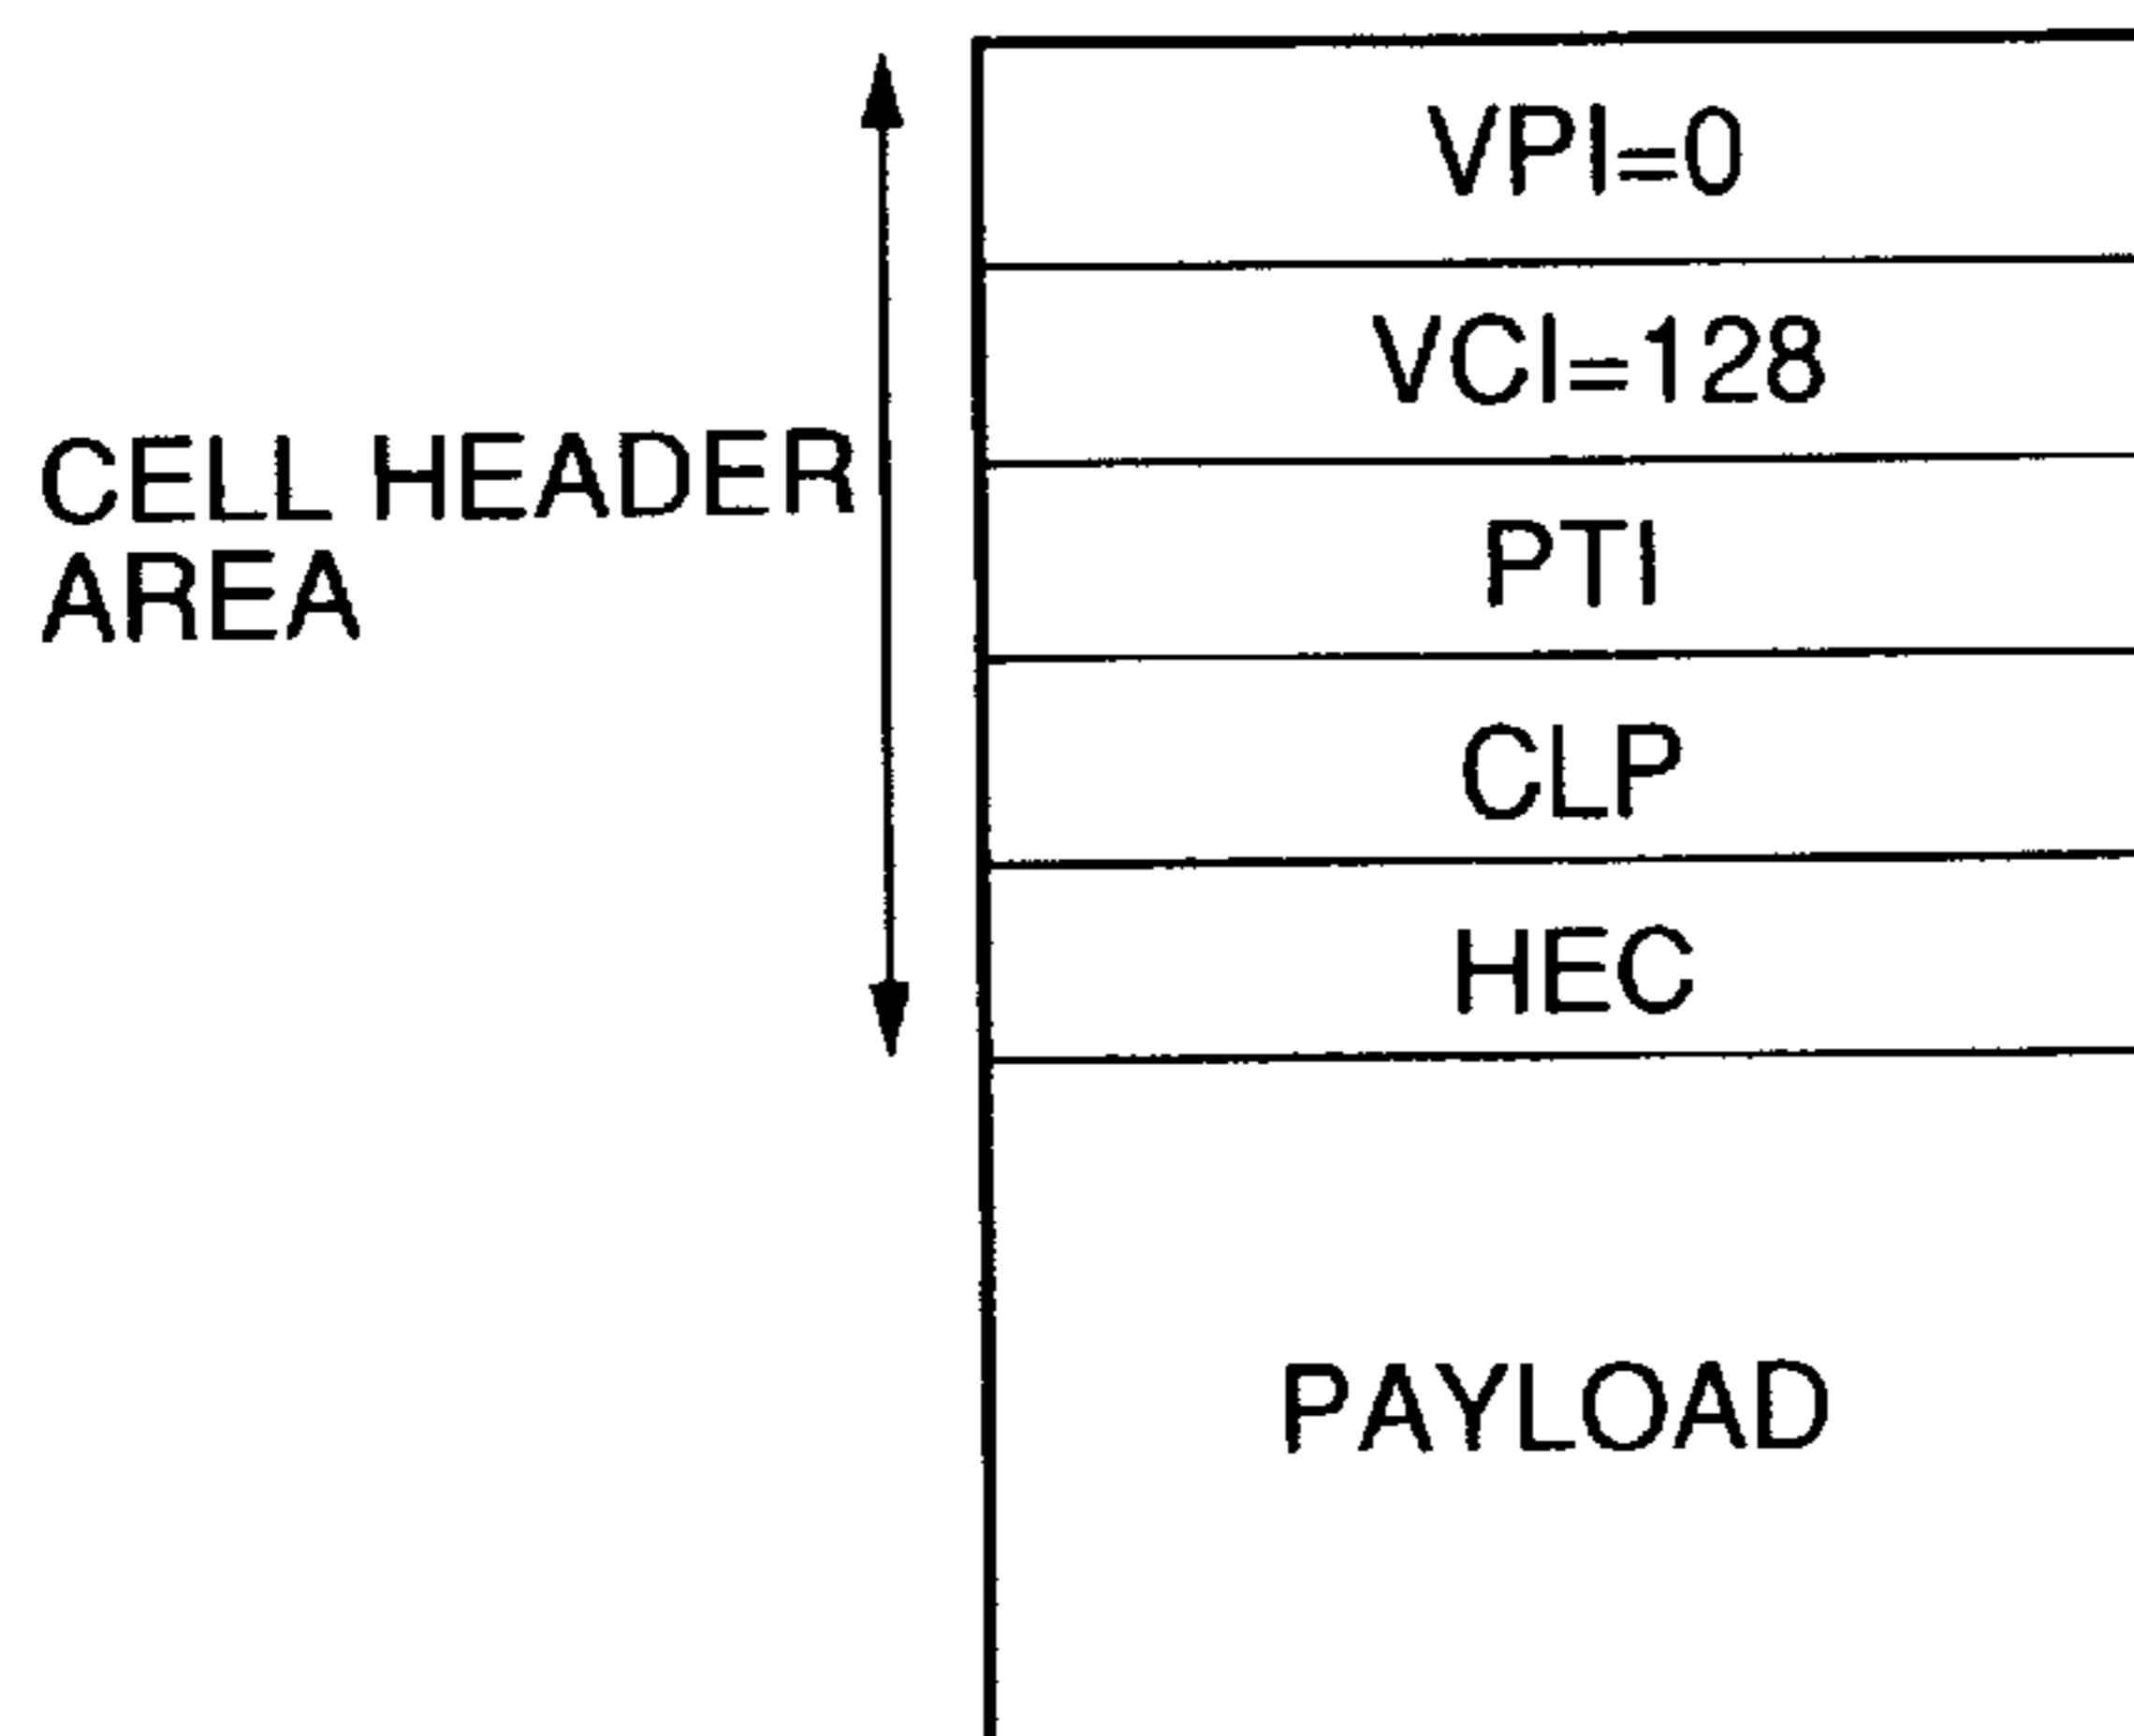 VPI=0
VCI=128
CELL HEADER
AREA
PTI
CLP
HEC
PAYLOAD